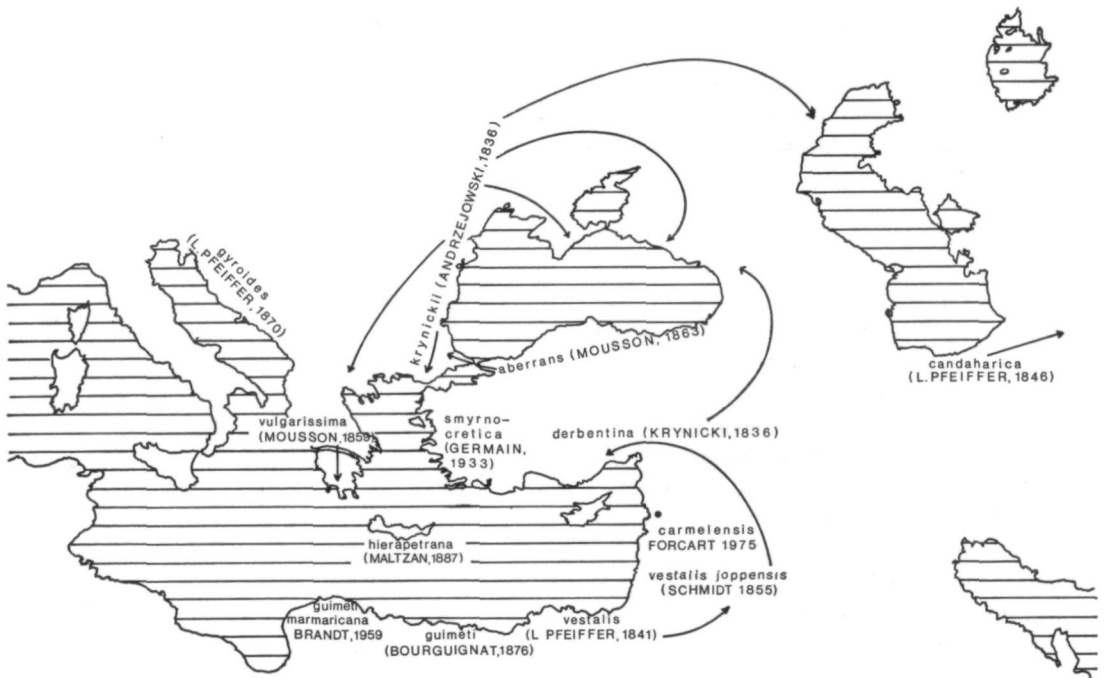 krynickii (ANDRZEJOWSKI,1836)
gyroides
(L.PFEIFFER,1870)
aberrans (MOUSSON, 1863)
candaharica
(L.PFEIFFER,1846)
vulgarissima
(MOUSSON,1859)
smyrno-
cretica
(GERMAIN,
1933)
derbentina (KRYNICKI,1836)
carmelensis
FORCART 1975
hierapetrana
(MALTZAN,1887)
vestalis joppensis
(SCHMIDT 1855)
guimeti
marmaricana
BRANDT,1959
guimeti
(BOURGUIGNAT,1876)
vestalis
(L PFEIFFER,1841)